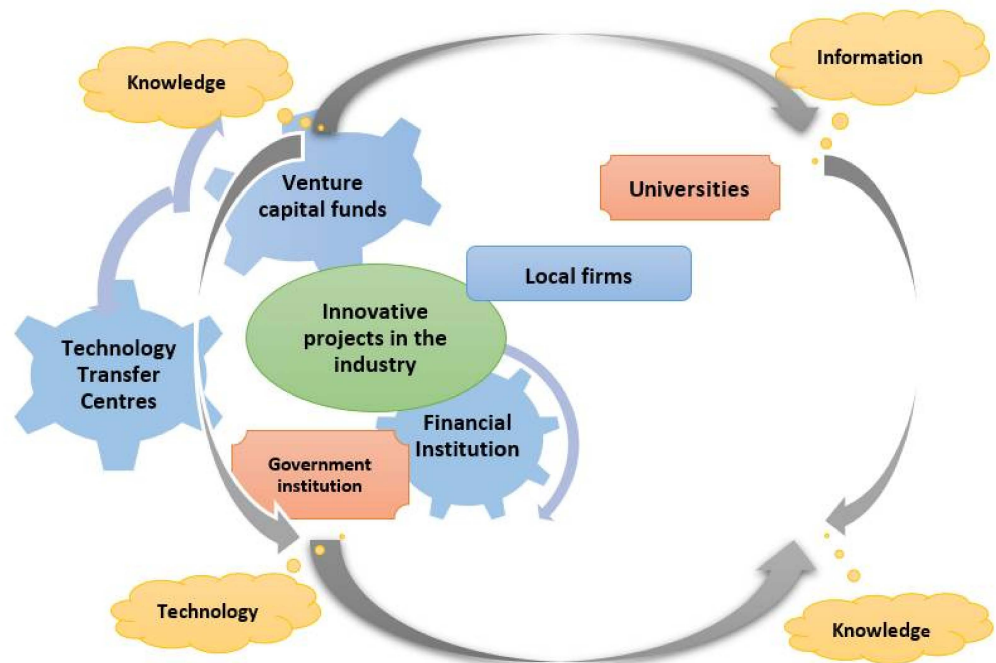 Knowledge
Information
Venture
capital funds
Universities
Local firms
Innovative
projects in the
industry
Technology
Transfer
Centres
Financial
Institution
Government
institution
Technology
Knowledge